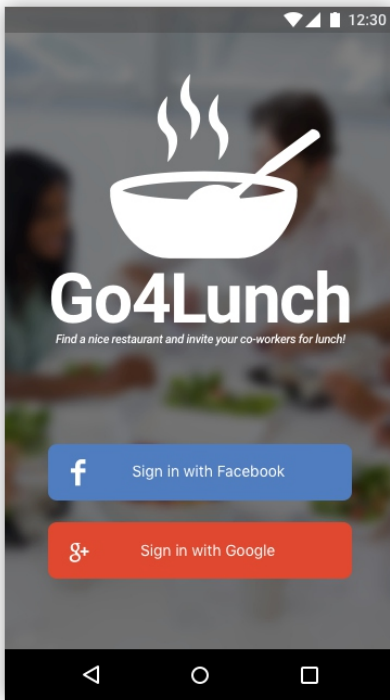 12:30
Go4Lunch
Find a nice restaurant and invite your co-workers for lunch!
f
Sign in with Facebook
g+
Sign in with Google